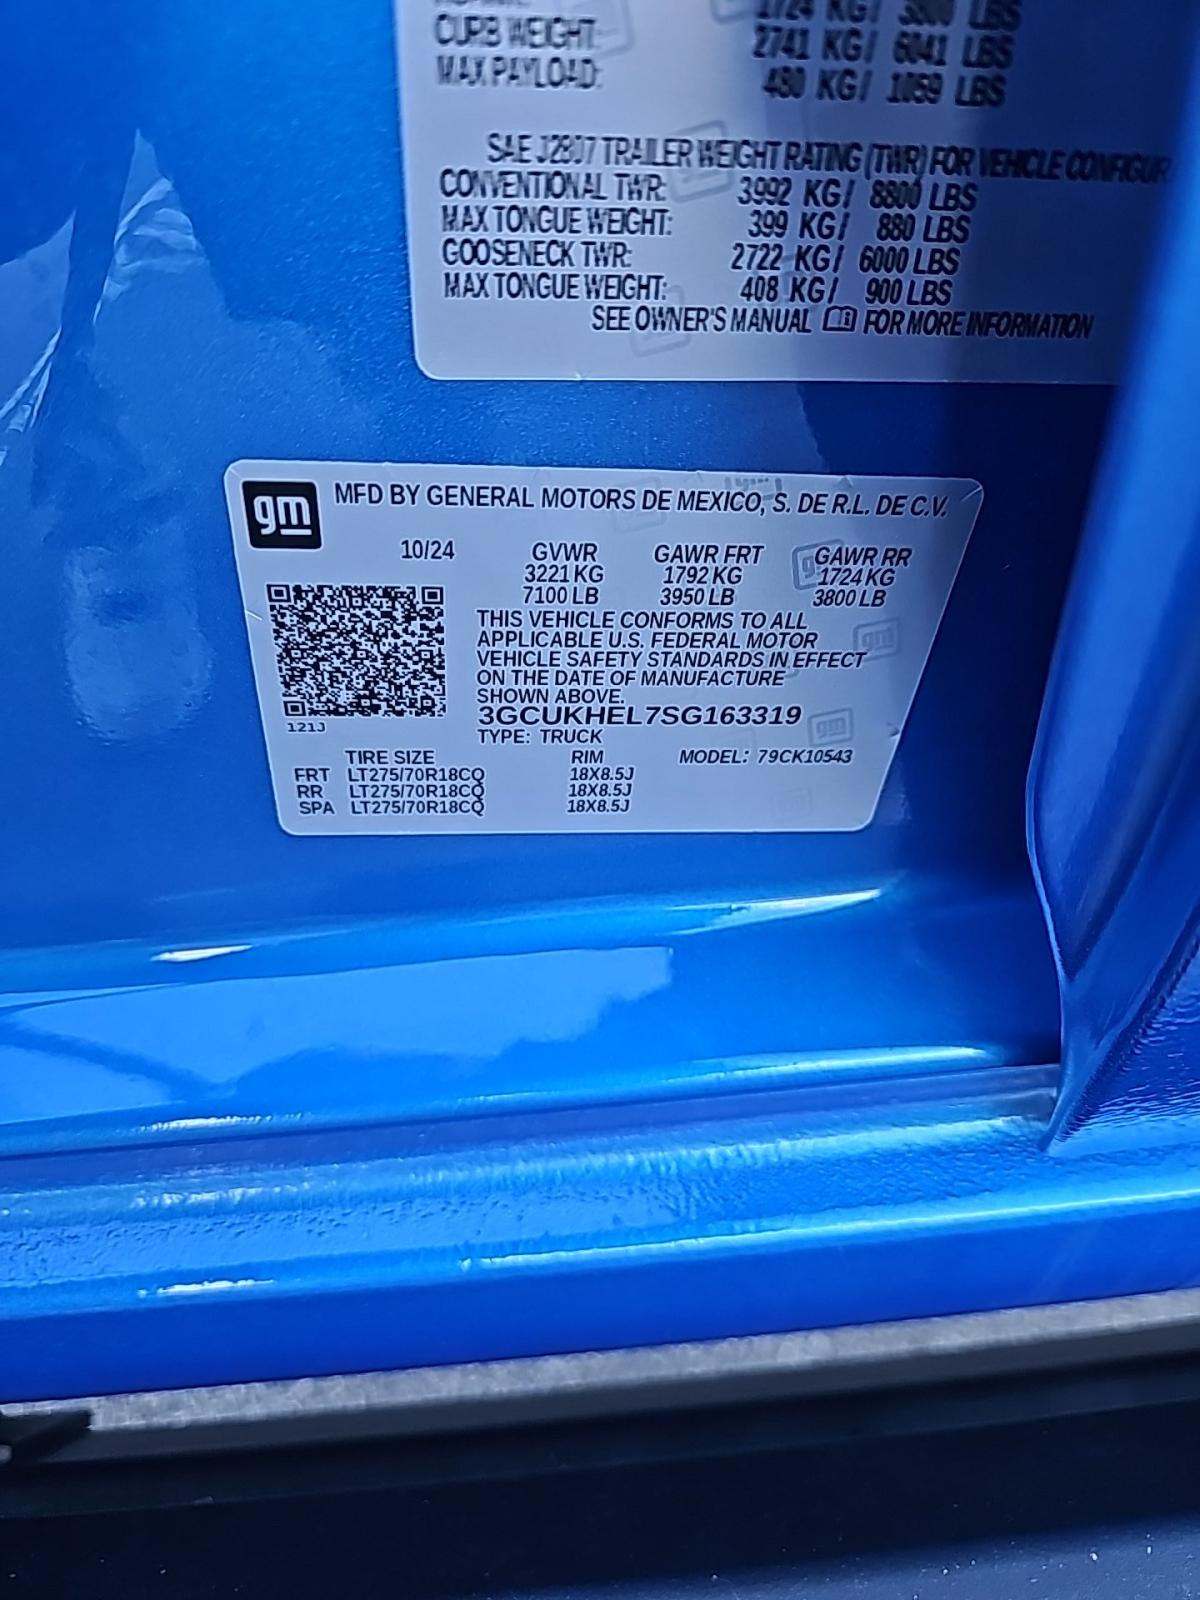 1724 KG/ 3800 LBS
CURB WEIGHT: 2741 KG/ 6041 LBS
MAX PAYLOAD: 480 KG/ 1059 LBS
SAE J2807 TRAILER WEIGHT RATING (TWR) FOR VEHICLE CONFIGUR
CONVENTIONAL TWR: 3992 KG/ 8800 LBS
MAX TONGUE WEIGHT: 399 KG/ 880 LBS
GOOSENECK TWR: 2722 KG/ 6000 LBS
MAX TONGUE WEIGHT: 408 KG/ 900 LBS
SEE OWNER'S MANUAL FOR MORE INFORMATION
gm MFD BY GENERAL MOTORS DE MEXICO, S. DE R.L. DE C.V.
10/24 GVWR GAWR FRT GAWR RR
3221 KG 1792 KG 1724 KG
7100 LB 3950 LB 3800 LB
THIS VEHICLE CONFORMS TO ALL
APPLICABLE U.S. FEDERAL MOTOR
VEHICLE SAFETY STANDARDS IN EFFECT
ON THE DATE OF MANUFACTURE
SHOWN ABOVE.
3GCUKHEL7SG163319
121J
TYPE: TRUCK
TIRE SIZE RIM MODEL: 79CK10543
FRT LT275/70R18CQ 18X8.5J
RR LT275/70R18CQ 18X8.5J
SPA LT275/70R18CQ 18X8.5J